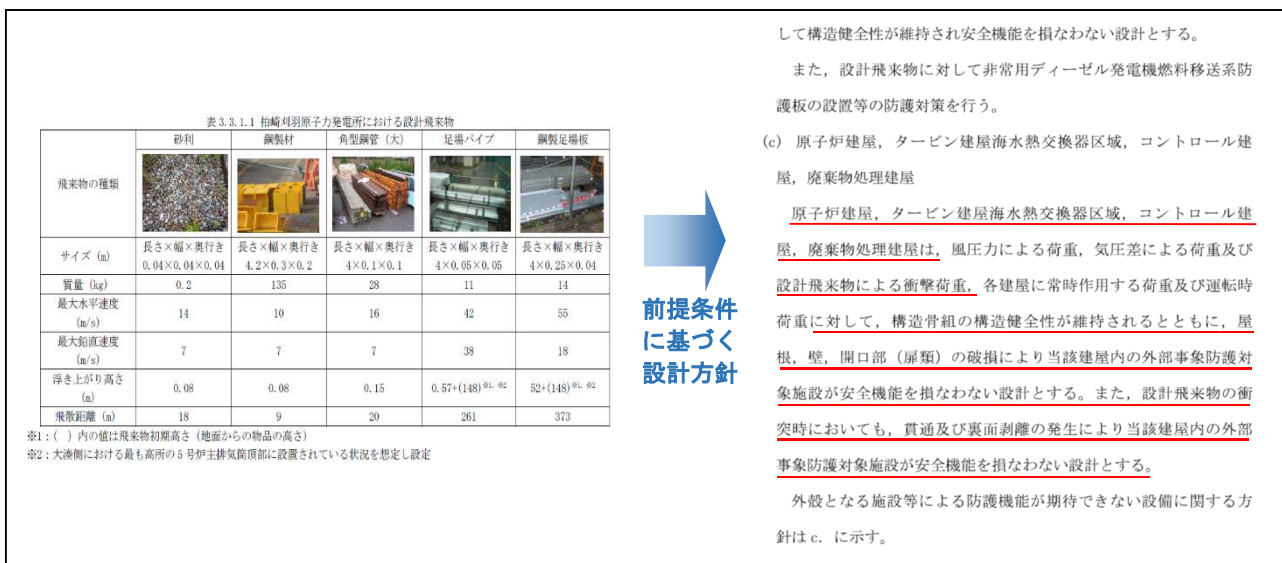 表 3.3.1.1 柏崎刈羽原子力発電所における設計飛来物
飛来物の種類 砂利 鋼製材 角型鋼管（大） 足場パイプ 鋼製足場板
サイズ (m) 長さ×幅×奥行き 0.04×0.04×0.04 長さ×幅×奥行き 4.2×0.3×0.2 長さ×幅×奥行き 4×0.1×0.1 長さ×幅×奥行き 4×0.05×0.05 長さ×幅×奥行き 4×0.25×0.04
質量 (kg) 0.2 135 28 11 14
最大水平速度 (m/s) 14 10 16 42 55
最大鉛直速度 (m/s) 7 7 7 38 18
浮き上がり高さ (m) 0.08 0.08 0.15 0.57+(148)※1, ※2 52+(148)※1, ※2
飛散距離 (m) 18 9 20 261 373
※1：( ) 内の値は飛来物初期高さ（地面からの物品の高さ）
※2：大湊側における最も高所の5号炉主排気筒頂部に設置されている状況を想定し設定
前提条件
に基づく
設計方針
して構造健全性が維持され安全機能を損なわない設計とする。
また，設計飛来物に対して非常用ディーゼル発電機燃料移送系防
護板の設置等の防護対策を行う。
(c) 原子炉建屋，タービン建屋海水熱交換器区域，コントロール建
屋，廃棄物処理建屋
原子炉建屋，タービン建屋海水熱交換器区域，コントロール建
屋，廃棄物処理建屋は，風圧力による荷重，気圧差による荷重及び
設計飛来物による衝撃荷重，各建屋に常時作用する荷重及び運転時
荷重に対して，構造骨組の構造健全性が維持されるとともに，屋
根，壁，開口部（扉類）の破損により当該建屋内の外部事象防護対
象施設が安全機能を損なわない設計とする。また，設計飛来物の衝
突時においても，貫通及び裏面剥離の発生により当該建屋内の外部
事象防護対象施設が安全機能を損なわない設計とする。
外殻となる施設等による防護機能が期待できない設備に関する方
針は c. に示す。